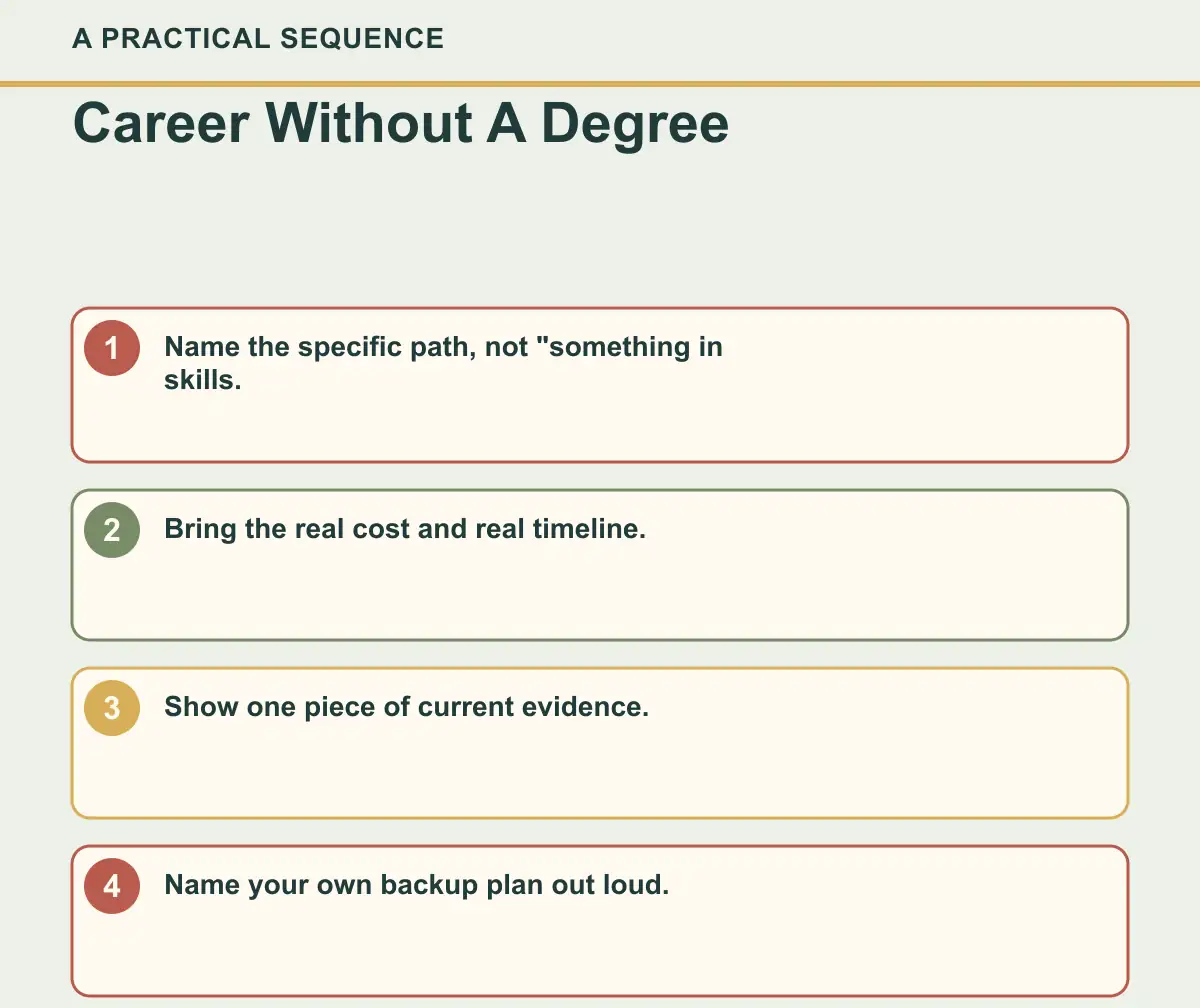 A PRACTICAL SEQUENCE
Career Without A Degree
1
Name the specific path, not "something in
skills.
2
Bring the real cost and real timeline.
3
Show one piece of current evidence.
4
Name your own backup plan out loud.